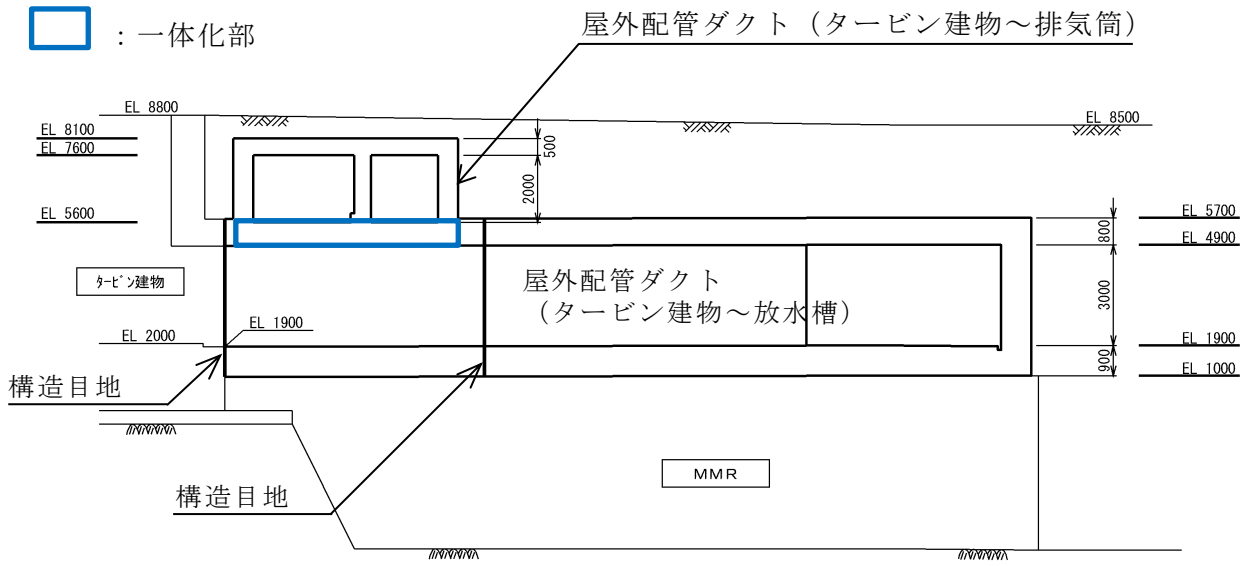 ：一体化部
屋外配管ダクト（タービン建物～排気筒）
EL 8800
EL 8500
EL 8100
EL 7600
500
2000
EL 5600
EL 5700
800
EL 4900
ﾀｰﾋﾞﾝ建物
屋外配管ダクト
（タービン建物～放水槽）
3000
EL 1900
EL 2000
EL 1900
900
EL 1000
構造目地
MMR
構造目地